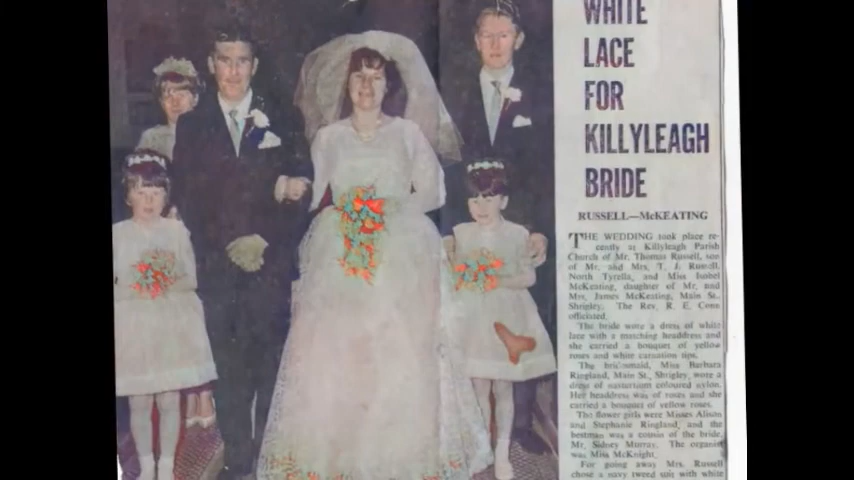 WHITE
LACE
FOR
KILLYLEAGH
BRIDE
RUSSELL—McKEATING
THE WEDDING took place re-
cently at Killyleagh Parish
Church of Mr. Thomas Russell, son
of Mr. and Mrs. T. J. Russell,
North Tyrella, and Miss Isobel
McKeating, daughter of Mr. and
Mrs. James McKeating, Main St.,
Shrigley. The Rev. R. E. Conn
officiated.
The bride wore a dress of white
lace with a matching headdress and
she carried a bouquet of yellow
roses and white carnation tips.
The bridesmaid, Miss Barbara
Ringland, Main St., Shrigley, wore a
dress of nasturtium coloured nylon.
Her headdress was of roses and she
carried a bouquet of yellow roses.
The flower girls were Misses Alison
and Stephanie Ringland, and the
bestman was a cousin of the bride,
Mr. Sidney Murray. The organist
was Miss McKnight.
For going away Mrs. Russell
chose a navy tweed suit with white